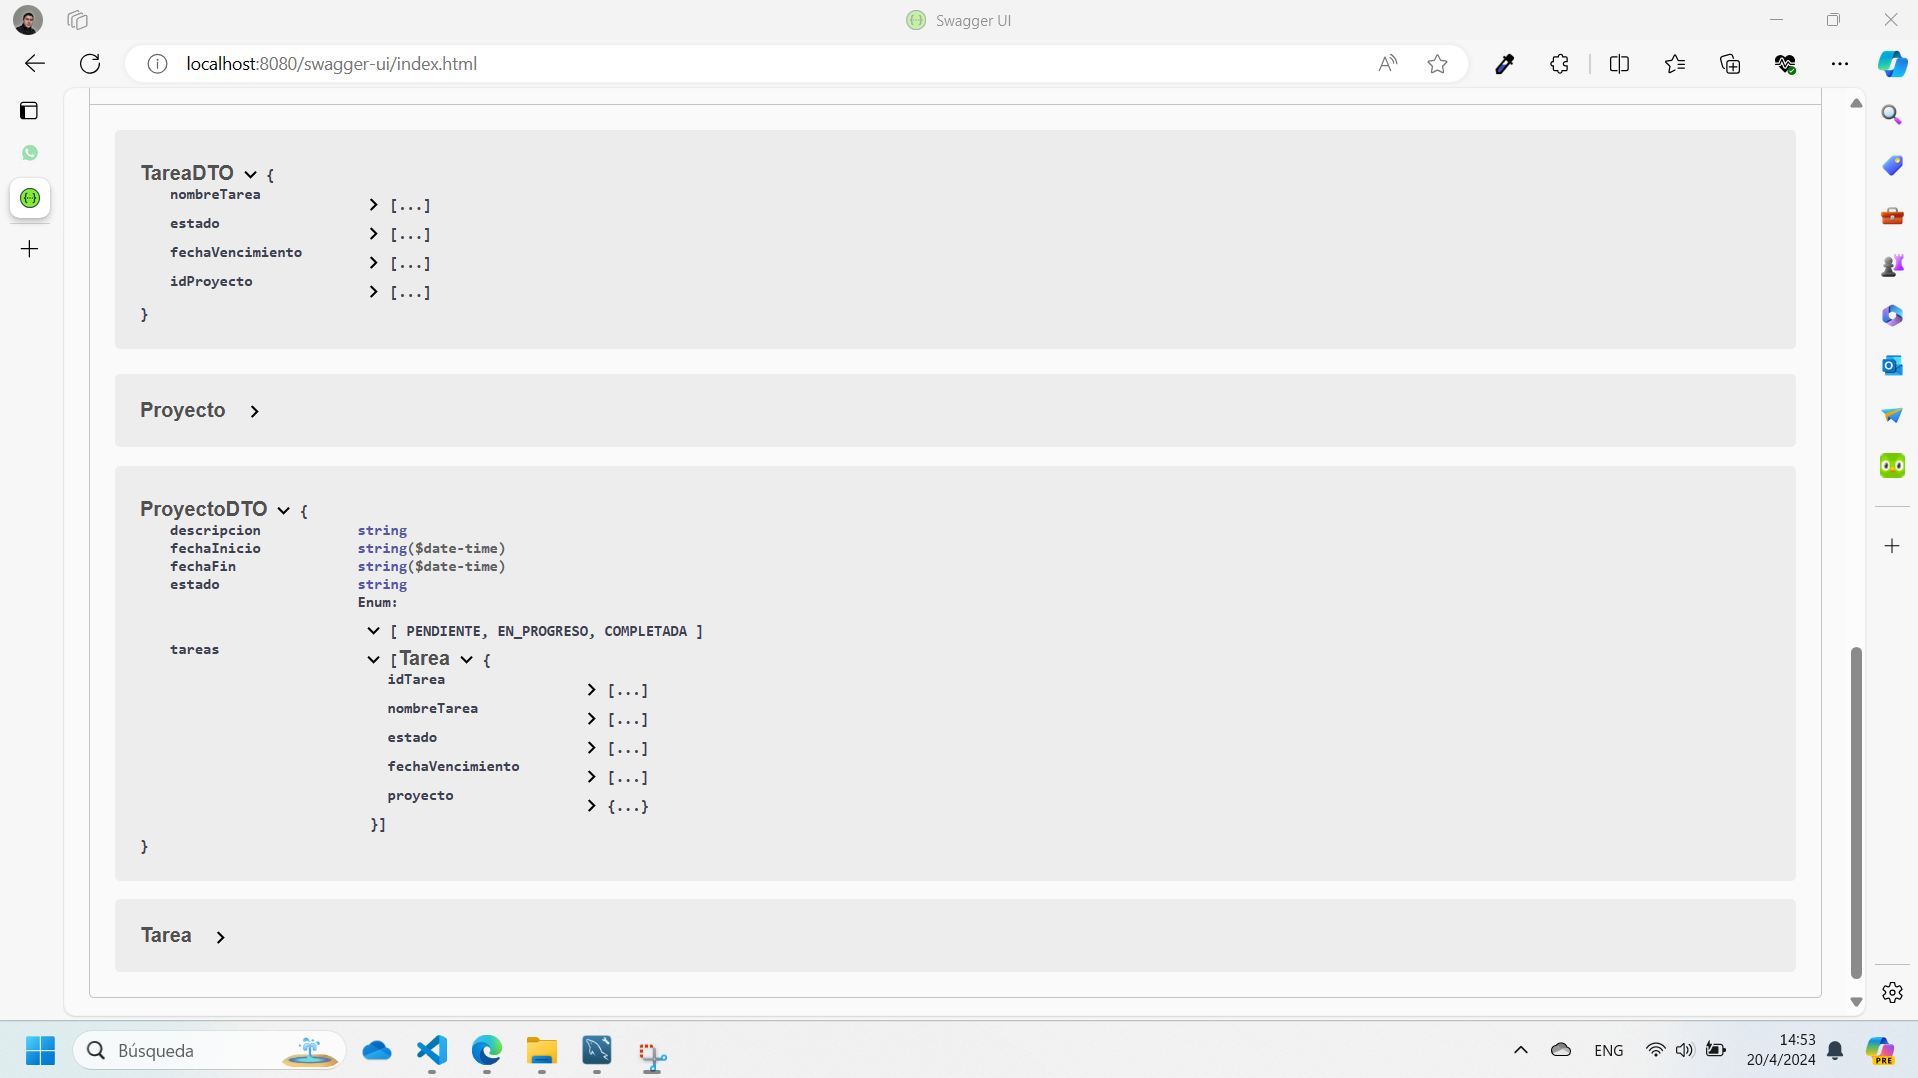 Swagger UI
localhost:8080/swagger-ui/index.html
TareaDTO {
nombreTarea [...]
estado [...]
fechaVencimiento [...]
idProyecto [...]
}
Proyecto
ProyectoDTO {
descripcion string
fechaInicio string($date-time)
fechaFin string($date-time)
estado string
Enum:
[ PENDIENTE, EN_PROGRESO, COMPLETADA ]
tareas [Tarea {
idTarea [...]
nombreTarea [...]
estado [...]
fechaVencimiento [...]
proyecto {...}
}]
}
Tarea
Búsqueda
ENG
14:53
20/4/2024
PRE